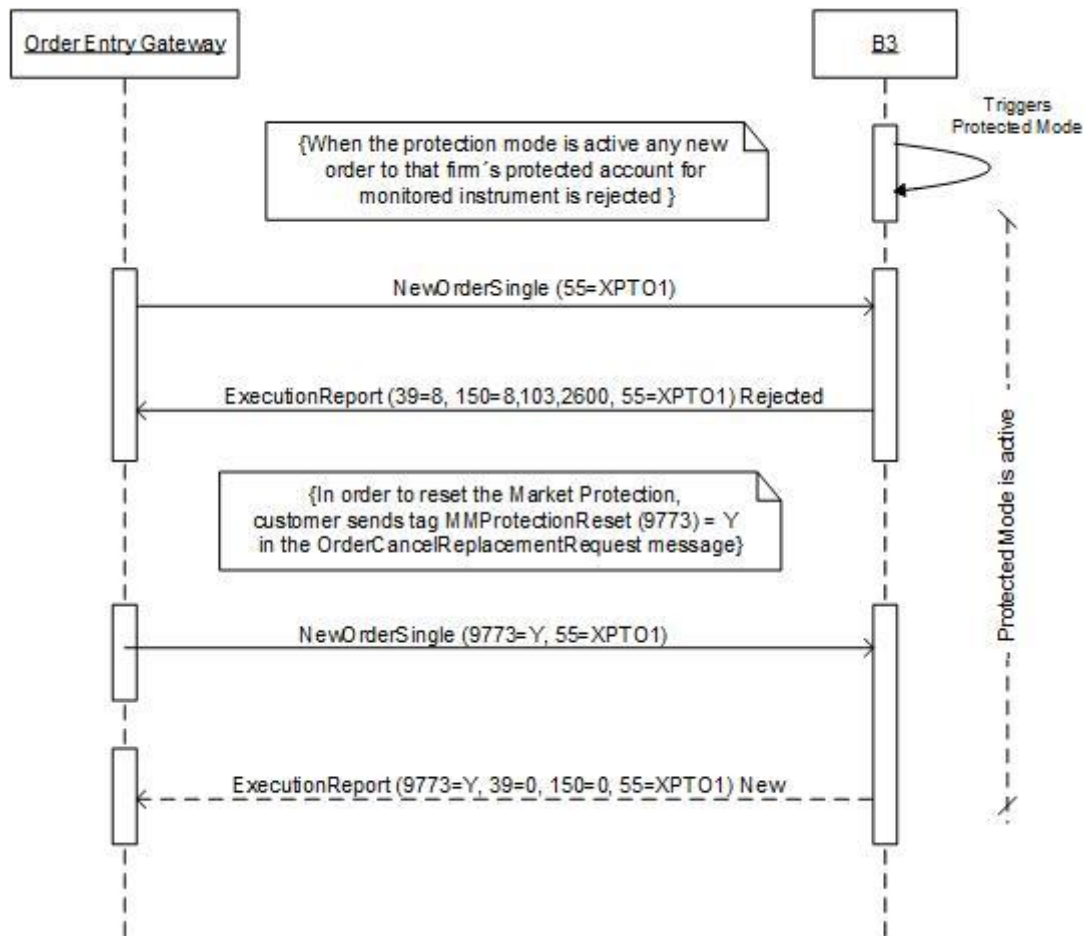 Order Entry Gateway
B3
Triggers
Protected Mode
{When the protection mode is active any new
order to that firm´s protected account for
monitored instrument is rejected }
NewOrderSingle (55=XPTO1)
ExecutionReport (39=8, 150=8,103,2600, 55=XPTO1) Rejected
Protected Mode is active
{In order to reset the Market Protection,
customer sends tag MMProtectionReset (9773) = Y
in the OrderCancelReplacementRequest message}
NewOrderSingle (9773=Y, 55=XPTO1)
ExecutionReport (9773=Y, 39=0, 150=0, 55=XPTO1) New